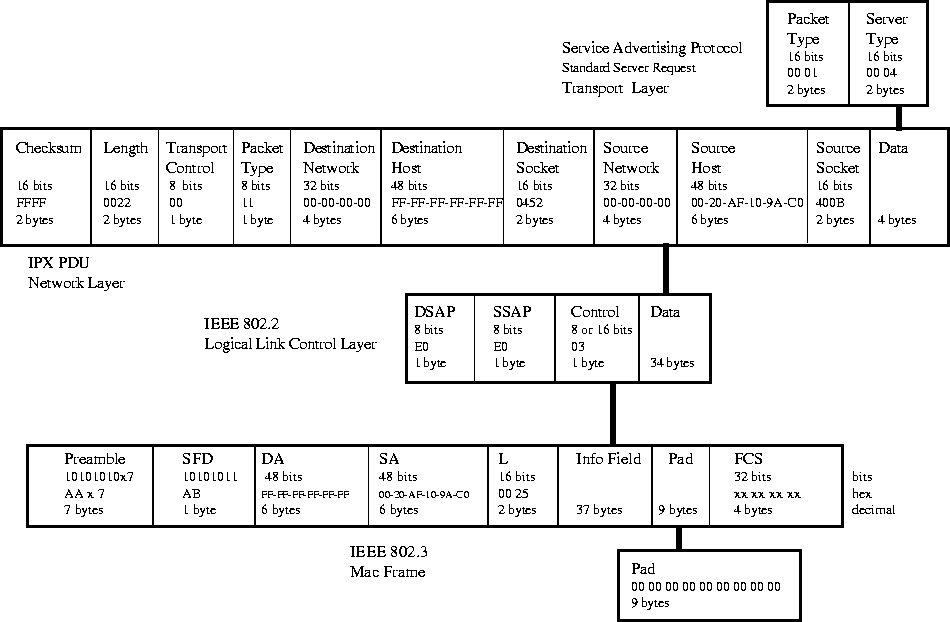 Packet Type
16 bits
00 01
2 bytes
Server Type
16 bits
00 04
2 bytes
Service Advertising Protocol
Standard Server Request
Transport Layer
Checksum
16 bits
FFFF
2 bytes
Length
16 bits
0022
2 bytes
Transport Control
8 bits
00
1 byte
Packet Type
8 bits
11
1 byte
Destination Network
32 bits
00-00-00-00
4 bytes
Destination Host
48 bits
FF-FF-FF-FF-FF-FF
6 bytes
Destination Socket
16 bits
0452
2 bytes
Source Network
32 bits
00-00-00-00
4 bytes
Source Host
48 bits
00-20-AF-10-9A-C0
6 bytes
Source Socket
16 bits
400B
2 bytes
Data
4 bytes
IPX PDU
Network Layer
IEEE 802.2
Logical Link Control Layer
DSAP
8 bits
E0
1 byte
SSAP
8 bits
E0
1 byte
Control
8 or 16 bits
03
1 byte
Data
34 bytes
Preamble
10101010x7
AA x 7
7 bytes
SFD
10101011
AB
1 byte
DA
48 bits
FF-FF-FF-FF-FF-FF
6 bytes
SA
48 bits
00-20-AF-10-9A-C0
6 bytes
L
16 bits
00 25
2 bytes
Info Field
37 bytes
Pad
9 bytes
FCS
32 bits
xx xx xx xx
4 bytes
bits
hex
decimal
IEEE 802.3
Mac Frame
Pad
00 00 00 00 00 00 00 00 00
9 bytes